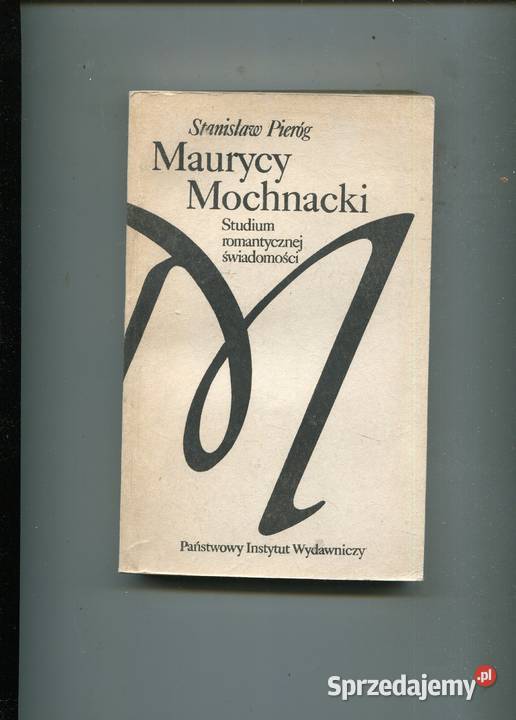 Stanisław Pieróg
Maurycy
Mochnacki
Studium
romantycznej
świadomości
Państwowy Instytut Wydawniczy
Sprzedajemy.pl